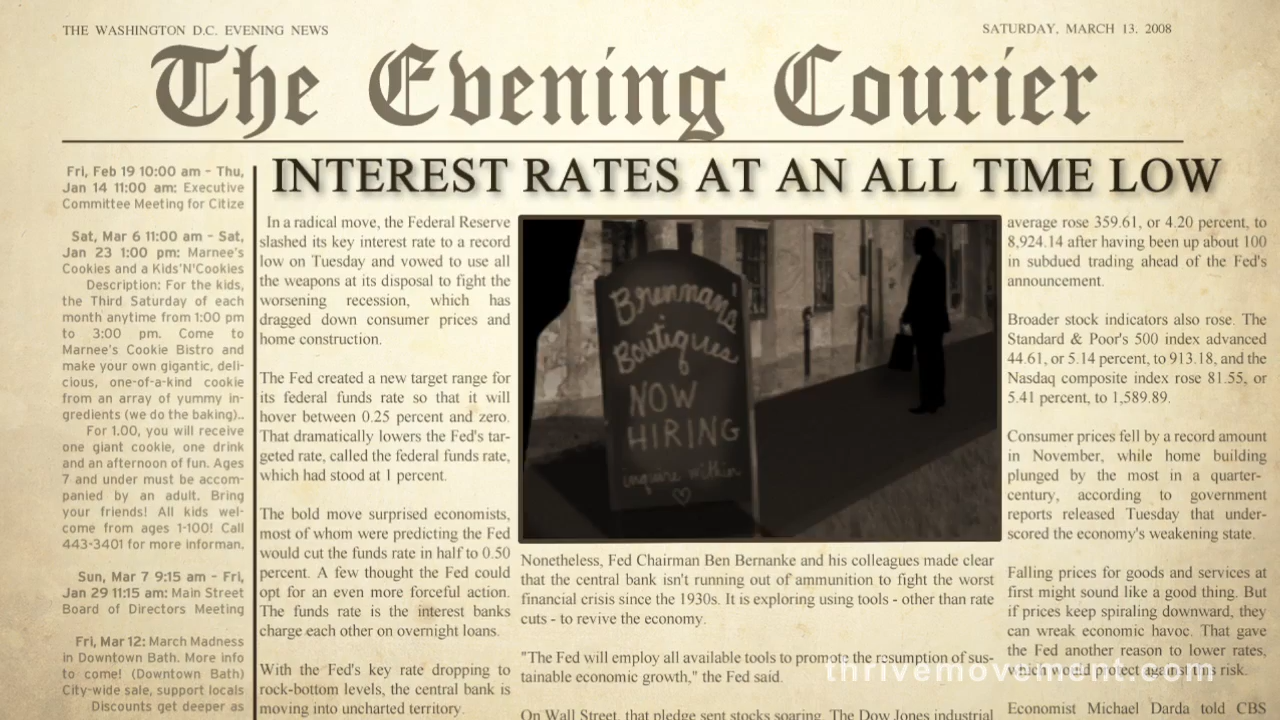 THE WASHINGTON D.C. EVENING NEWS
SATURDAY, MARCH 13. 2008
The Evening Courier
INTEREST RATES AT AN ALL TIME LOW
Fri, Feb 19 10:00 am - Thu,
Jan 14 11:00 am: Executive
Committee Meeting for Citize
Sat, Mar 6 11:00 am - Sat,
Jan 23 1:00 pm: Marnee's
Cookies and a Kids'N'Cookies
Description: For the kids,
the Third Saturday of each
month anytime from 1:00 pm
to 3:00 pm. Come to
Marnee's Cookie Bistro and
make your own gigantic, deli-
cious, one-of-a-kind cookie
from an array of yummy in-
gredients (we do the baking)..
For 1.00, you will receive
one giant cookie, one drink
and an afternoon of fun. Ages
7 and under must be accom-
panied by an adult. Bring
your friends! All kids wel-
come from ages 1-100! Call
443-3401 for more informan.
Sun, Mar 7 9:15 am - Fri,
Jan 29 11:15 am: Main Street
Board of Directors Meeting
Fri, Mar 12: March Madness
in Downtown Bath. More info
to come! (Downtown Bath)
City-wide sale, support locals
Discounts get deeper as
In a radical move, the Federal Reserve
slashed its key interest rate to a record
low on Tuesday and vowed to use all
the weapons at its disposal to fight the
worsening recession, which has
dragged down consumer prices and
home construction.
The Fed created a new target range for
its federal funds rate so that it will
hover between 0.25 percent and zero.
That dramatically lowers the Fed's tar-
geted rate, called the federal funds rate,
which had stood at 1 percent.
The bold move surprised economists,
most of whom were predicting the Fed
would cut the funds rate in half to 0.50
percent. A few thought the Fed could
opt for an even more forceful action.
The funds rate is the interest banks
charge each other on overnight loans.
With the Fed's key rate dropping to
rock-bottom levels, the central bank is
moving into uncharted territory.
Brennan's
Boutiques
NOW
HIRING
inquire within
Nonetheless, Fed Chairman Ben Bernanke and his colleagues made clear
that the central bank isn't running out of ammunition to fight the worst
financial crisis since the 1930s. It is exploring using tools - other than rate
cuts - to revive the economy.
"The Fed will employ all available tools to promote the resumption of sus-
tainable economic growth," the Fed said.
On Wall Street, that pledge sent stocks soaring. The Dow Jones industrial
average rose 359.61, or 4.20 percent, to
8,924.14 after having been up about 100
in subdued trading ahead of the Fed's
announcement.
Broader stock indicators also rose. The
Standard & Poor's 500 index advanced
44.61, or 5.14 percent, to 913.18, and the
Nasdaq composite index rose 81.55, or
5.41 percent, to 1,589.89.
Consumer prices fell by a record amount
in November, while home building
plunged by the most in a quarter-
century, according to government
reports released Tuesday that under-
scored the economy's weakening state.
Falling prices for goods and services at
first might sound like a good thing. But
if prices keep spiraling downward, they
can wreak economic havoc. That gave
the Fed another reason to lower rates,
which would protect against this risk.
Economist Michael Darda told CBS
thrivemovement.com